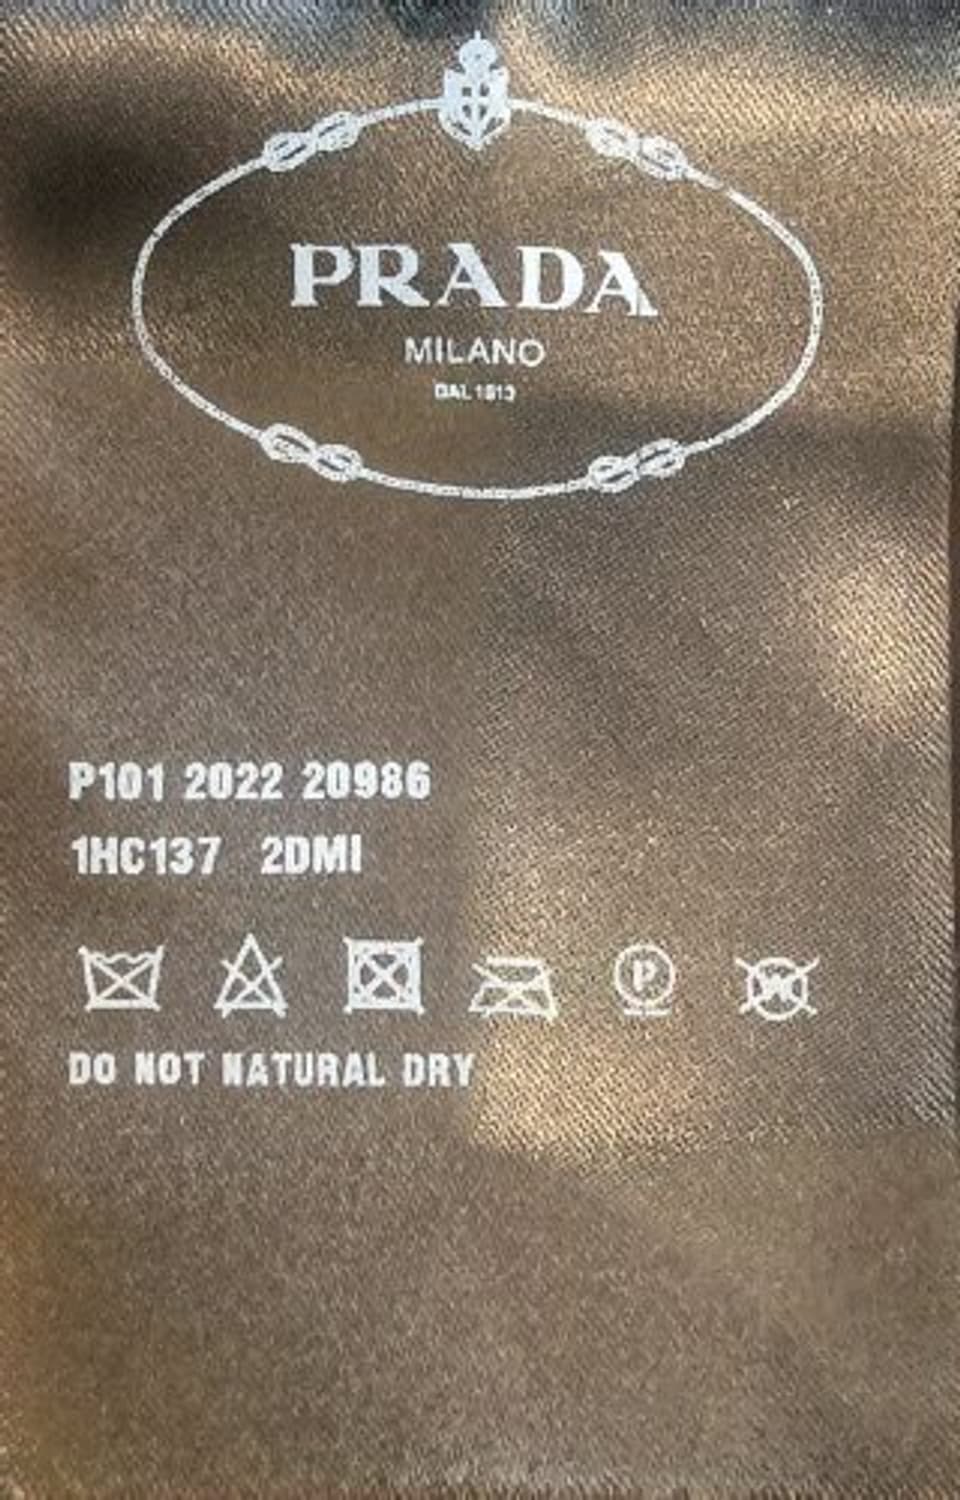 PRADA
MILANO
DAL 1913
P101 2022 20986
1HC137 2DMI
P
W
DO NOT NATURAL DRY